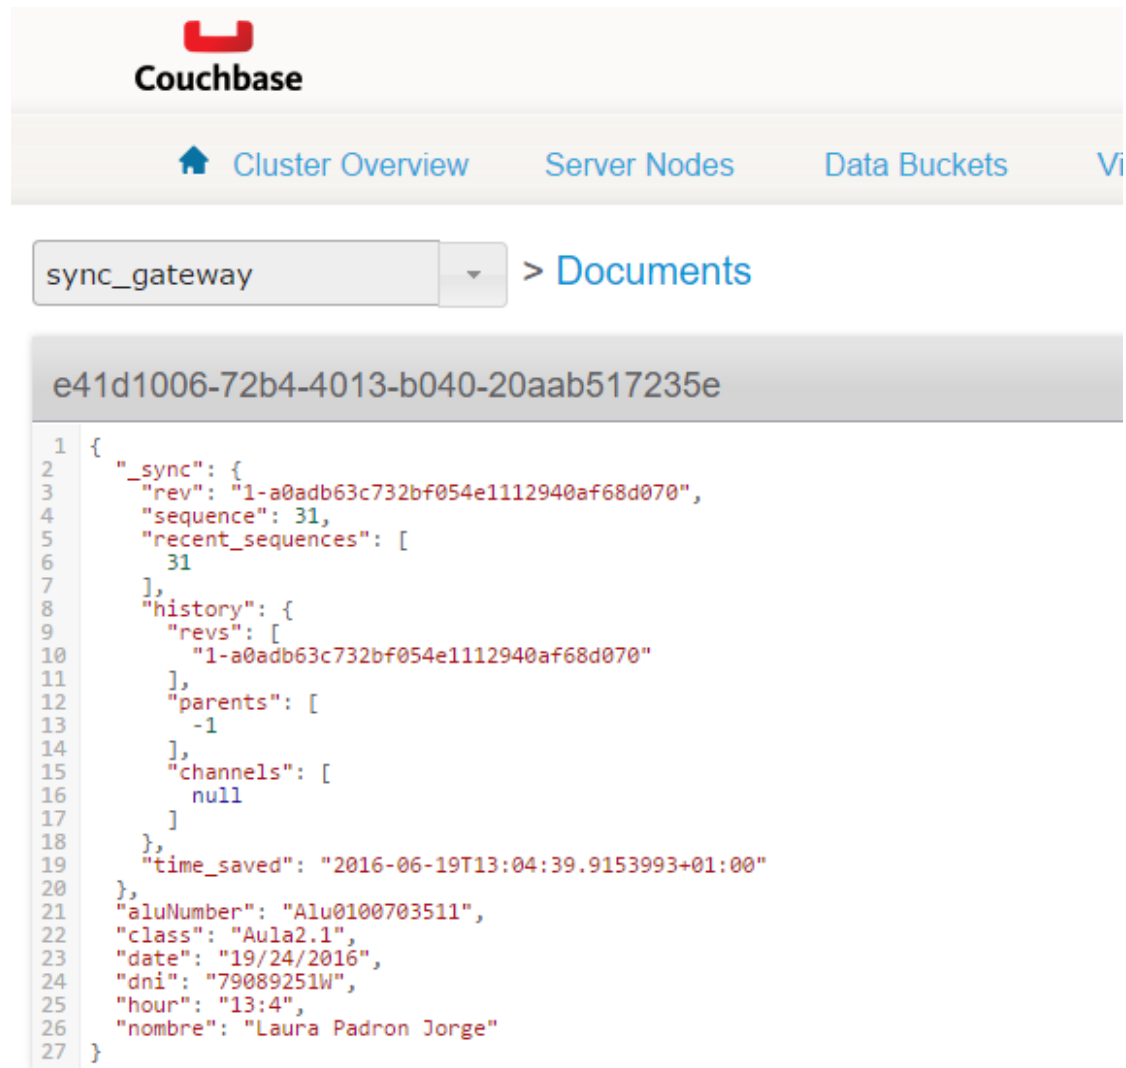 Couchbase
Cluster Overview Server Nodes Data Buckets Vi
sync_gateway > Documents
e41d1006-72b4-4013-b040-20aab517235e
1 {
2 "_sync": {
3 "rev": "1-a0adb63c732bf054e1112940af68d070",
4 "sequence": 31,
5 "recent_sequences": [
6 31
7 ],
8 "history": {
9 "revs": [
10 "1-a0adb63c732bf054e1112940af68d070"
11 ],
12 "parents": [
13 -1
14 ],
15 "channels": [
16 null
17 ]
18 },
19 "time_saved": "2016-06-19T13:04:39.9153993+01:00"
20 },
21 "aluNumber": "Alu0100703511",
22 "class": "Aula2.1",
23 "date": "19/24/2016",
24 "dni": "79089251W",
25 "hour": "13:4",
26 "nombre": "Laura Padron Jorge"
27 }